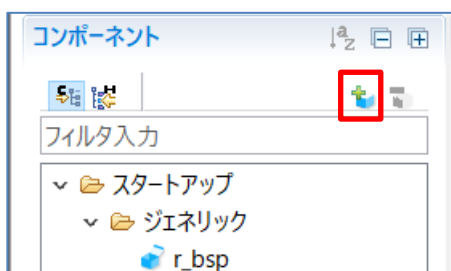 コンポーネント
フィルタ入力
スタートアップ
ジェネリック
r_bsp